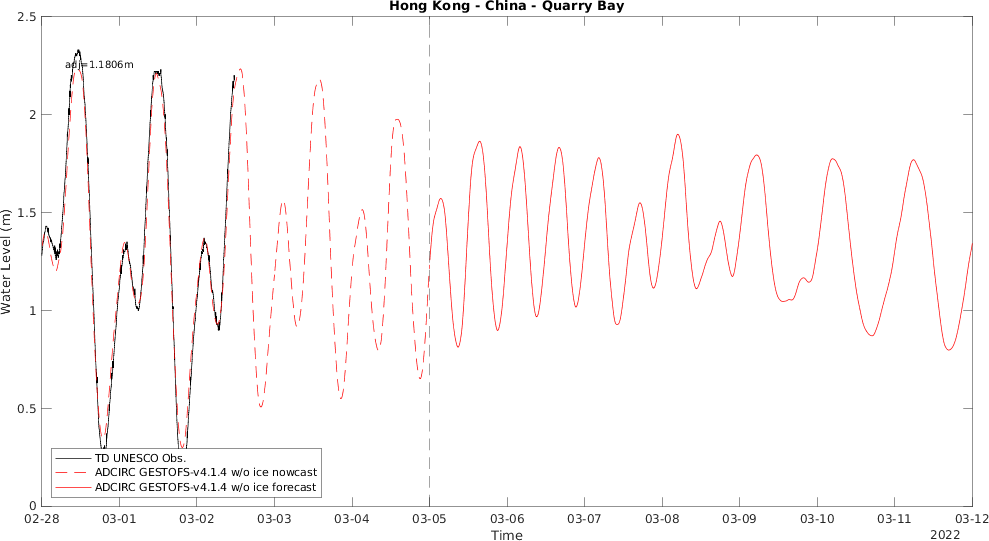 Hong Kong - China - Quarry Bay
2.5
adj=1.1806m
2
1.5
Water Level (m)
1
0.5
TD UNESCO Obs.
ADCIRC GESTOFS-v4.1.4 w/o ice nowcast
ADCIRC GESTOFS-v4.1.4 w/o ice forecast
0
02-28 03-01 03-02 03-03 03-04 03-05 03-06 03-07 03-08 03-09 03-10 03-11 03-12
Time
2022